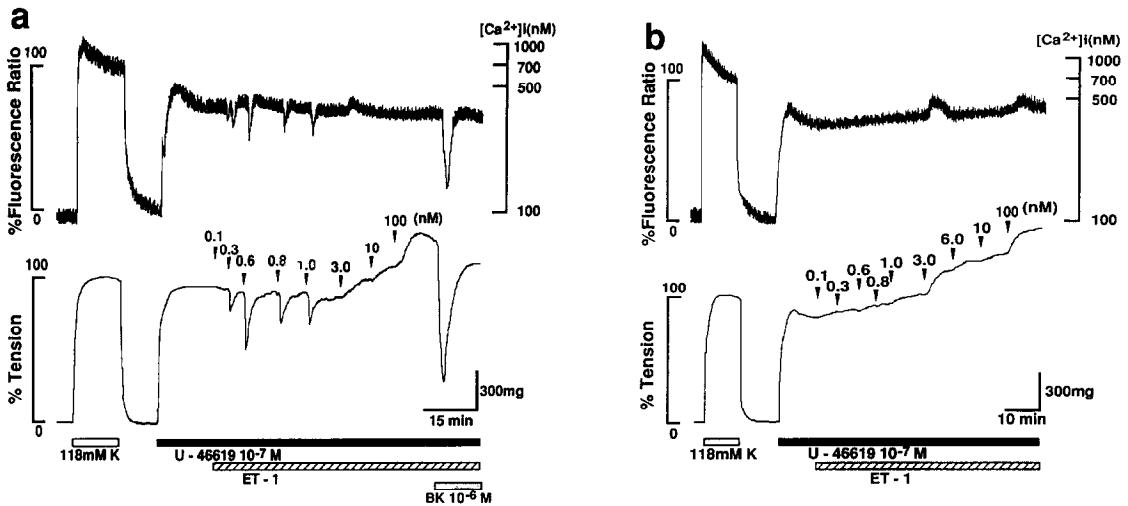 a
[Ca²⁺]i(nM)
%Fluorescence Ratio
100
0
1000
700
500
100
% Tension
100
0
0.1
0.3
0.6
0.8
1.0
3.0
10
100 (nM)
300mg
15 min
118mM K
U - 46619 10⁻⁷ M
ET - 1
BK 10⁻⁶ M
b
[Ca²⁺]i(nM)
%Fluorescence Ratio
100
0
1000
700
500
100
% Tension
100
0
0.1
0.3
0.6
0.8
1.0
3.0
6.0
10
100 (nM)
300mg
10 min
118mM K
U - 46619 10⁻⁷ M
ET - 1